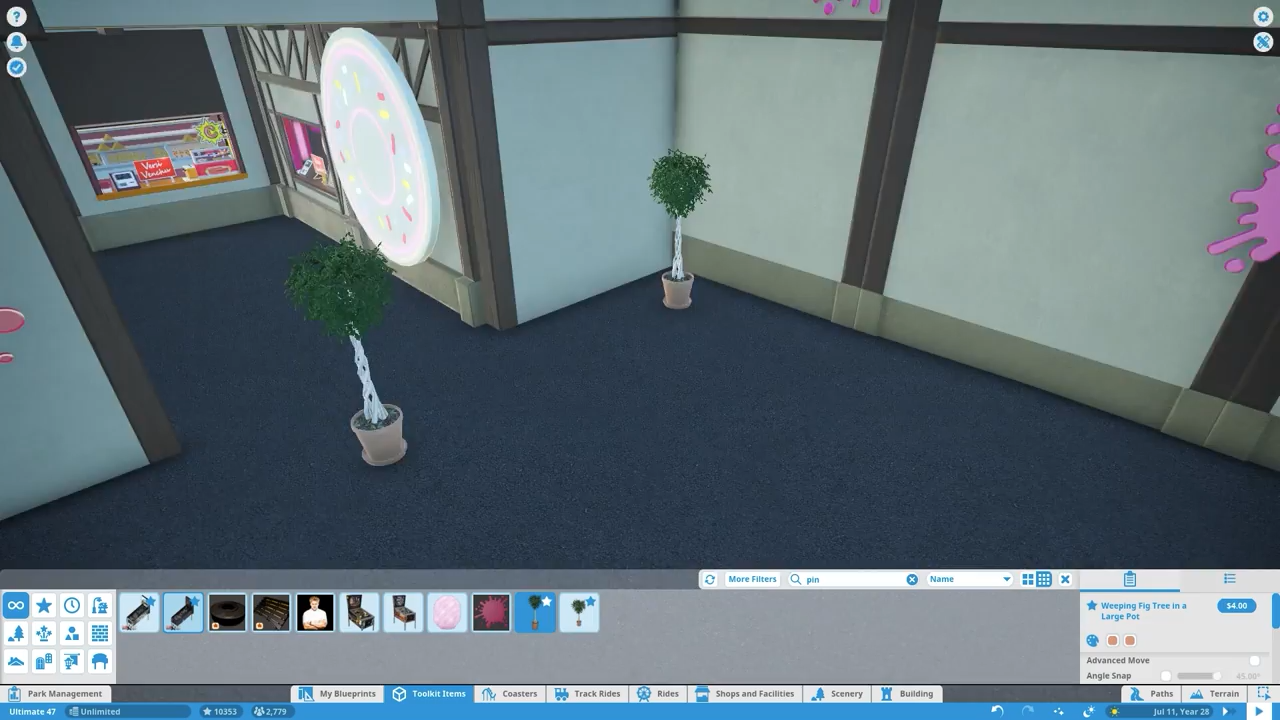 ?
Veni
Voucher
More Filters
pin
Name
Weeping Fig Tree in a
Large Pot
$4.00
Advanced Move
Angle Snap
45.00°
Park Management
My Blueprints
Toolkit Items
Coasters
Track Rides
Rides
Shops and Facilities
Scenery
Building
Paths
Terrain
Ultimate 47
Unlimited
10353
2,779
Jul 11, Year 28